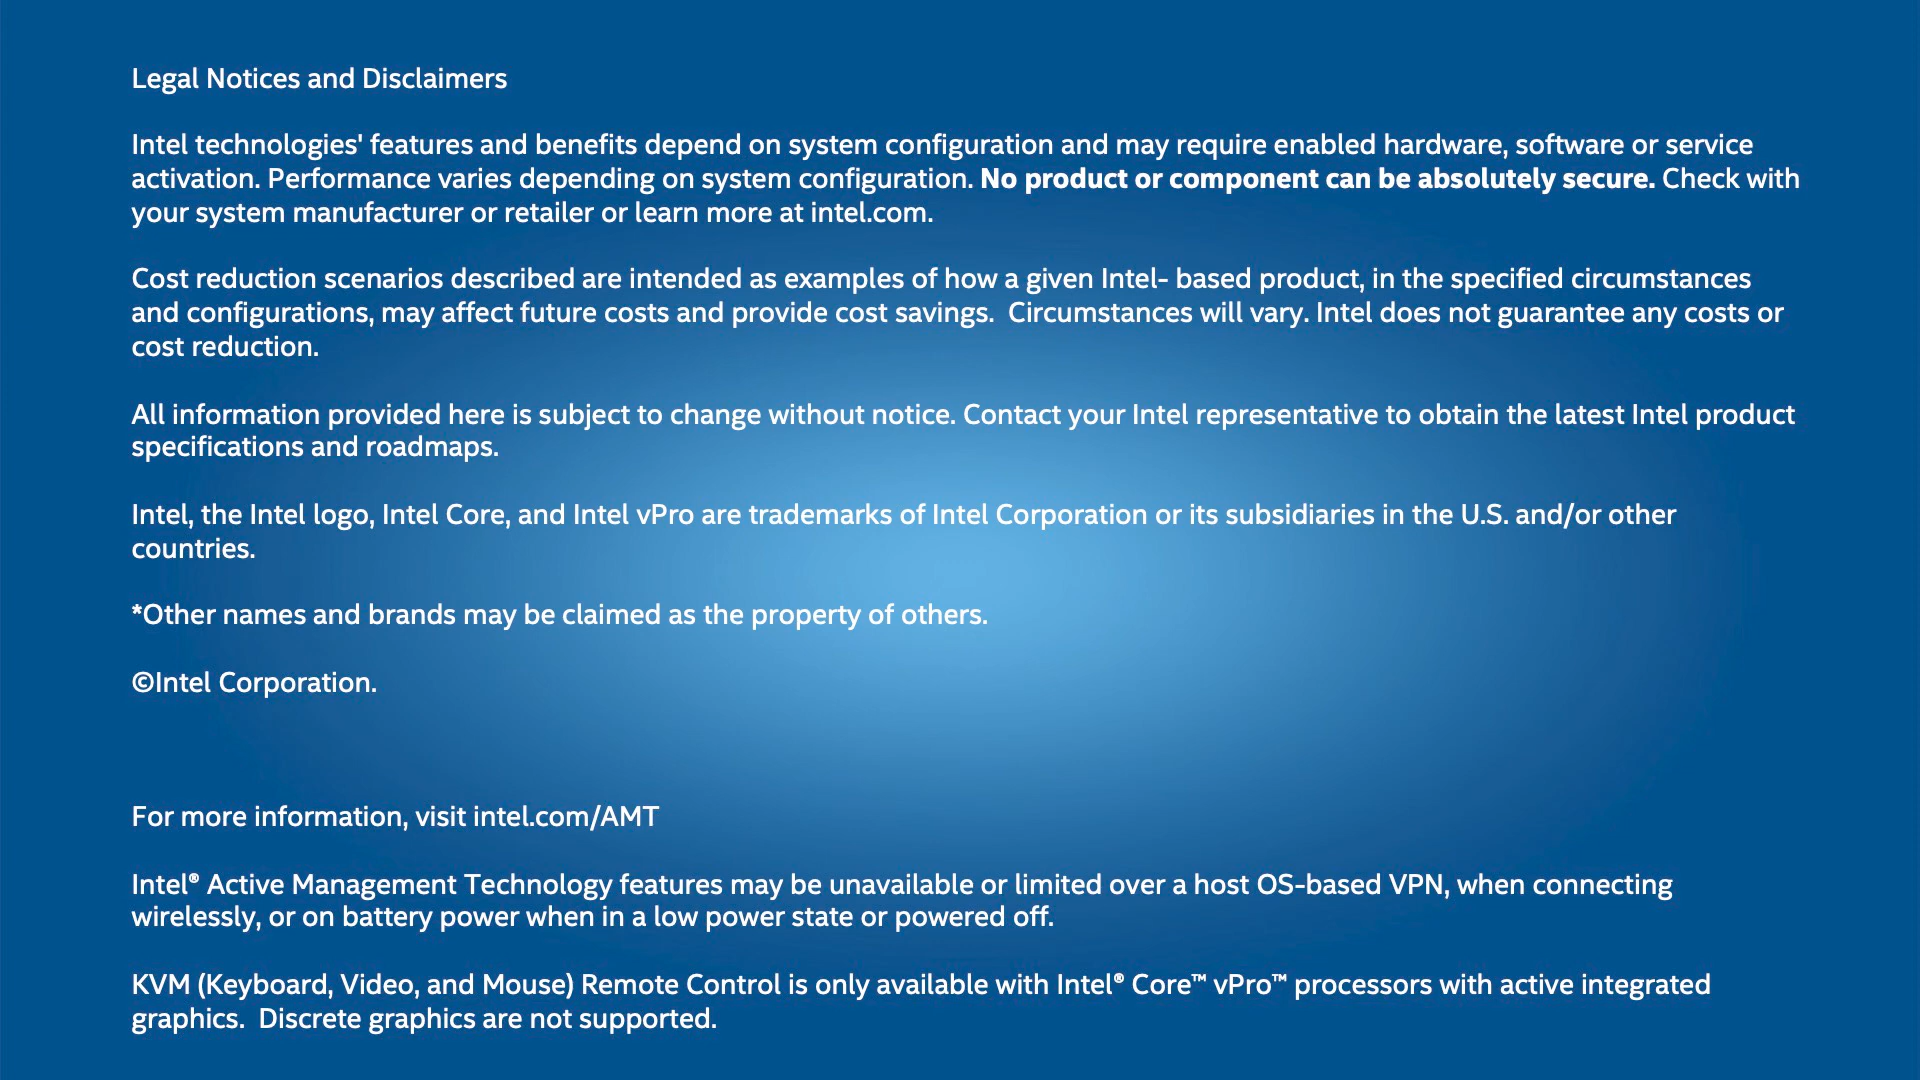 Legal Notices and Disclaimers
Intel technologies' features and benefits depend on system configuration and may require enabled hardware, software or service
activation. Performance varies depending on system configuration. No product or component can be absolutely secure. Check with
your system manufacturer or retailer or learn more at intel.com.
Cost reduction scenarios described are intended as examples of how a given Intel- based product, in the specified circumstances
and configurations, may affect future costs and provide cost savings.  Circumstances will vary. Intel does not guarantee any costs or
cost reduction.
All information provided here is subject to change without notice. Contact your Intel representative to obtain the latest Intel product
specifications and roadmaps.
Intel, the Intel logo, Intel Core, and Intel vPro are trademarks of Intel Corporation or its subsidiaries in the U.S. and/or other
countries.
*Other names and brands may be claimed as the property of others.
©Intel Corporation.
For more information, visit intel.com/AMT
Intel® Active Management Technology features may be unavailable or limited over a host OS-based VPN, when connecting
wirelessly, or on battery power when in a low power state or powered off.
KVM (Keyboard, Video, and Mouse) Remote Control is only available with Intel® Core™ vPro™ processors with active integrated
graphics.  Discrete graphics are not supported.